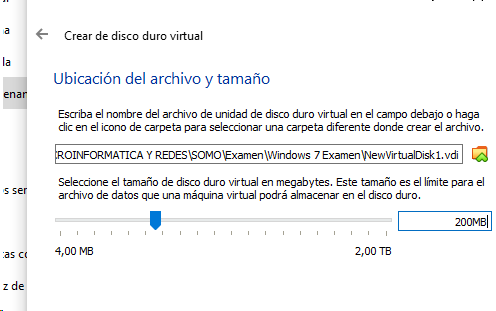 a
Crear de disco duro virtual
la
Ubicación del archivo y tamaño
enar
Escriba el nombre del archivo de unidad de disco duro virtual en el campo debajo o haga
clic en el icono de carpeta para seleccionar una carpeta diferente donde crear el archivo.
ROINFORMATICA Y REDES\SOMO\Examen\Windows 7 Examen\NewVirtualDisk1.vdi
Seleccione el tamaño de disco duro virtual en megabytes. Este tamaño es el límite para el
os ser
archivo de datos que una máquina virtual podrá almacenar en el disco duro.
200MB
tas co
4,00 MB 2,00 TB
z de